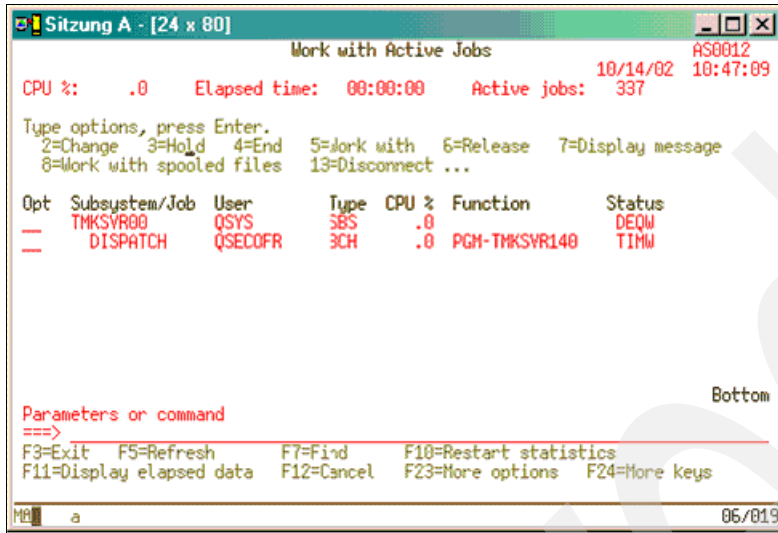 Sitzung A - [24 x 80]
Work with Active Jobs AS0012
10/14/02 10:47:09
CPU %: .0 Elapsed time: 00:00:00 Active jobs: 337
Type options, press Enter.
2=Change 3=Hold 4=End 5=Work with 6=Release 7=Display message
8=Work with spooled files 13=Disconnect ...
Opt Subsystem/Job User Type CPU % Function Status
TMKSVR00 QSYS SBS .0 DEQW
DISPATCH QSECOFR BCH .0 PGM-TMKSVR140 TIMW
Bottom
Parameters or command
===>
F3=Exit F5=Refresh F7=Find F10=Restart statistics
F11=Display elapsed data F12=Cancel F23=More options F24=More keys
a 06/019